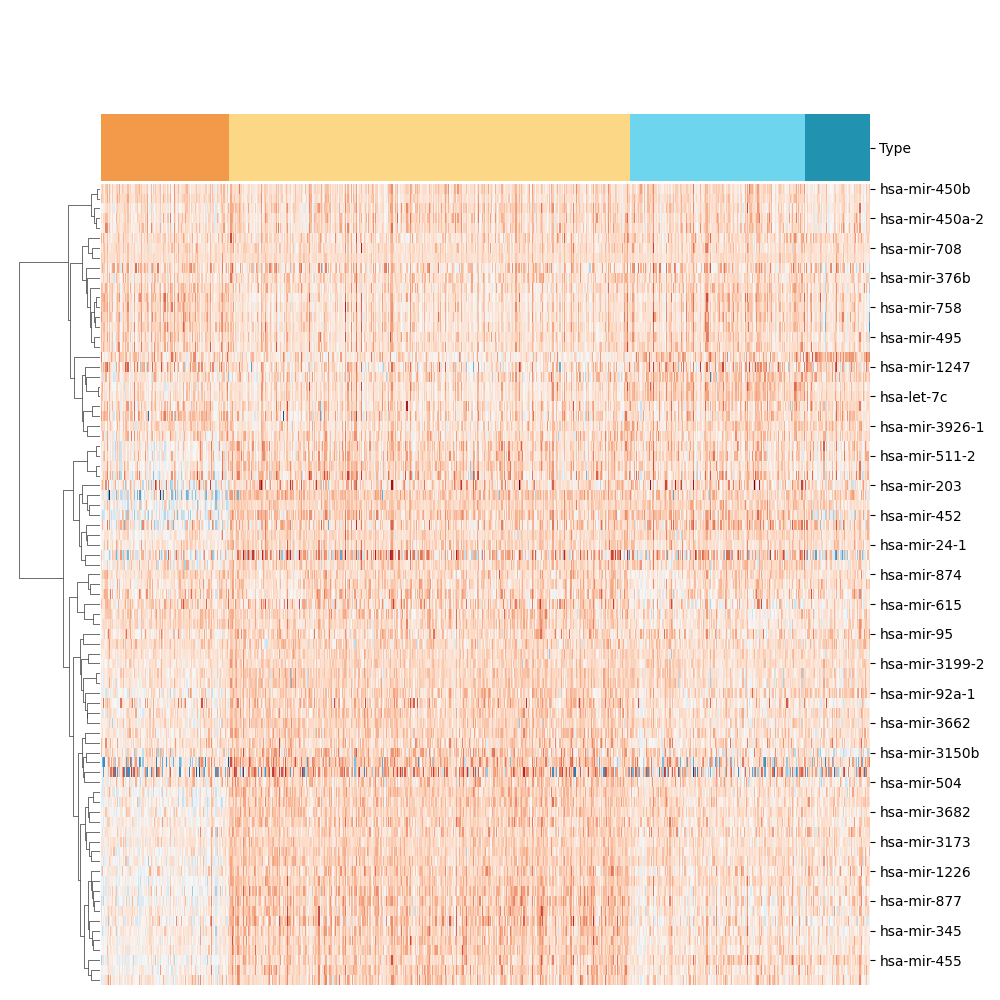 Type
hsa-mir-450b
hsa-mir-450a-2
hsa-mir-708
hsa-mir-376b
hsa-mir-758
hsa-mir-495
hsa-mir-1247
hsa-let-7c
hsa-mir-3926-1
hsa-mir-511-2
hsa-mir-203
hsa-mir-452
hsa-mir-24-1
hsa-mir-874
hsa-mir-615
hsa-mir-95
hsa-mir-3199-2
hsa-mir-92a-1
hsa-mir-3662
hsa-mir-3150b
hsa-mir-504
hsa-mir-3682
hsa-mir-3173
hsa-mir-1226
hsa-mir-877
hsa-mir-345
hsa-mir-455